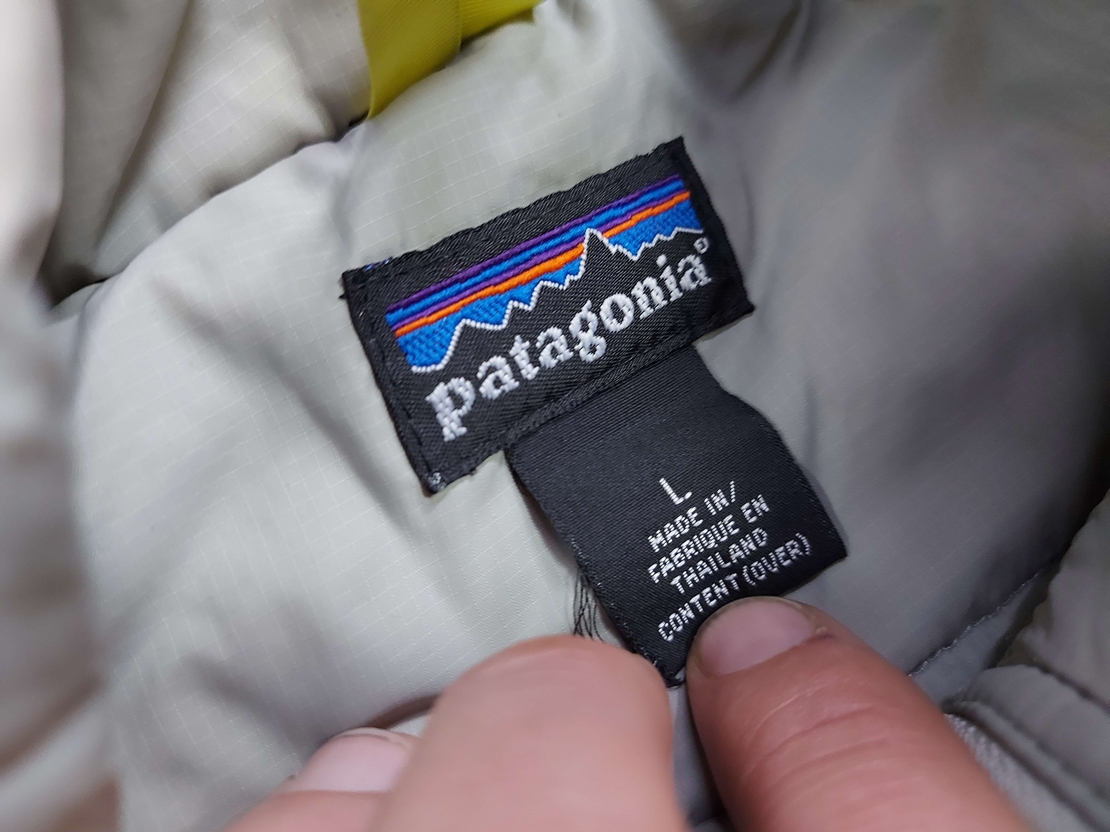 patagonia®
L
MADE IN/
FABRIQUE EN
THAILAND
CONTENT(OVER)